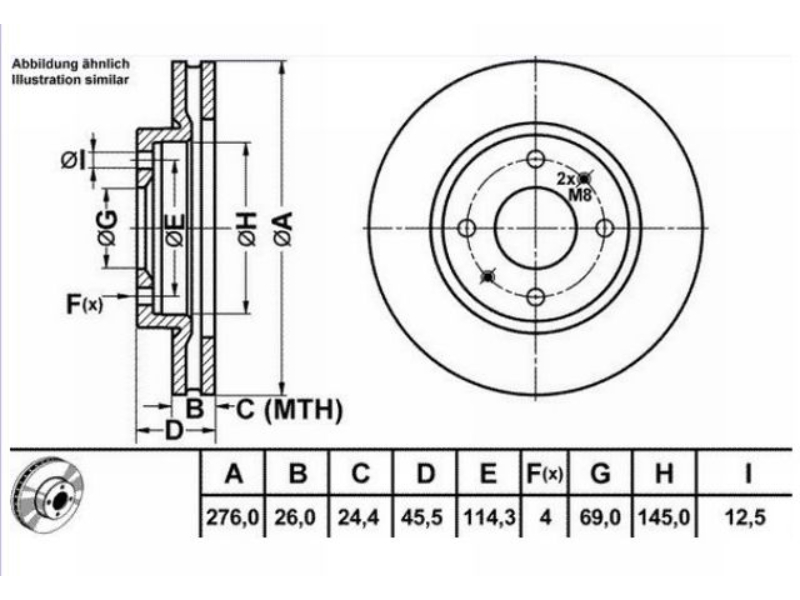 Abbildung ähnlich
Illustration similar
ØI
ØG
ØE
ØH
ØA
F(x)
B
C (MTH)
D
2x
M8
A B C D E F(x) G H I
276,0 26,0 24,4 45,5 114,3 4 69,0 145,0 12,5